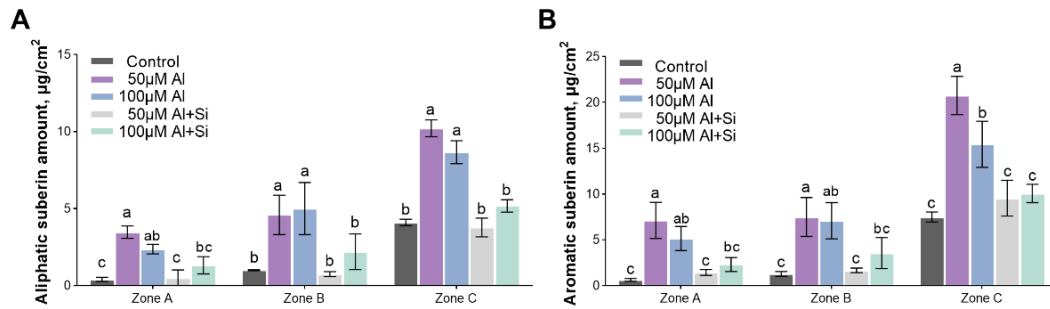 A
Aliphatic suberin amount, µg/cm²
15
10
5
0
Control
50µM Al
100µM Al
50µM Al+Si
100µM Al+Si
c a ab c bc
b a a b b
b a a b b
Zone A Zone B Zone C
B
Aromatic suberin amount, µg/cm²
25
20
15
10
5
0
Control
50µM Al
100µM Al
50µM Al+Si
100µM Al+Si
c a ab c bc
c a ab c bc
c a b c c
Zone A Zone B Zone C